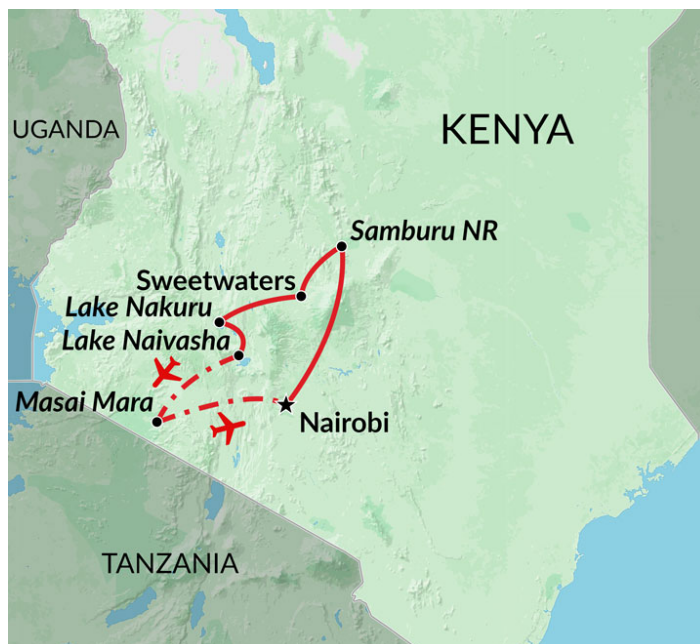 UGANDA
KENYA
Samburu NR
Sweetwaters
Lake Nakuru
Lake Naivasha
Masai Mara
Nairobi
TANZANIA